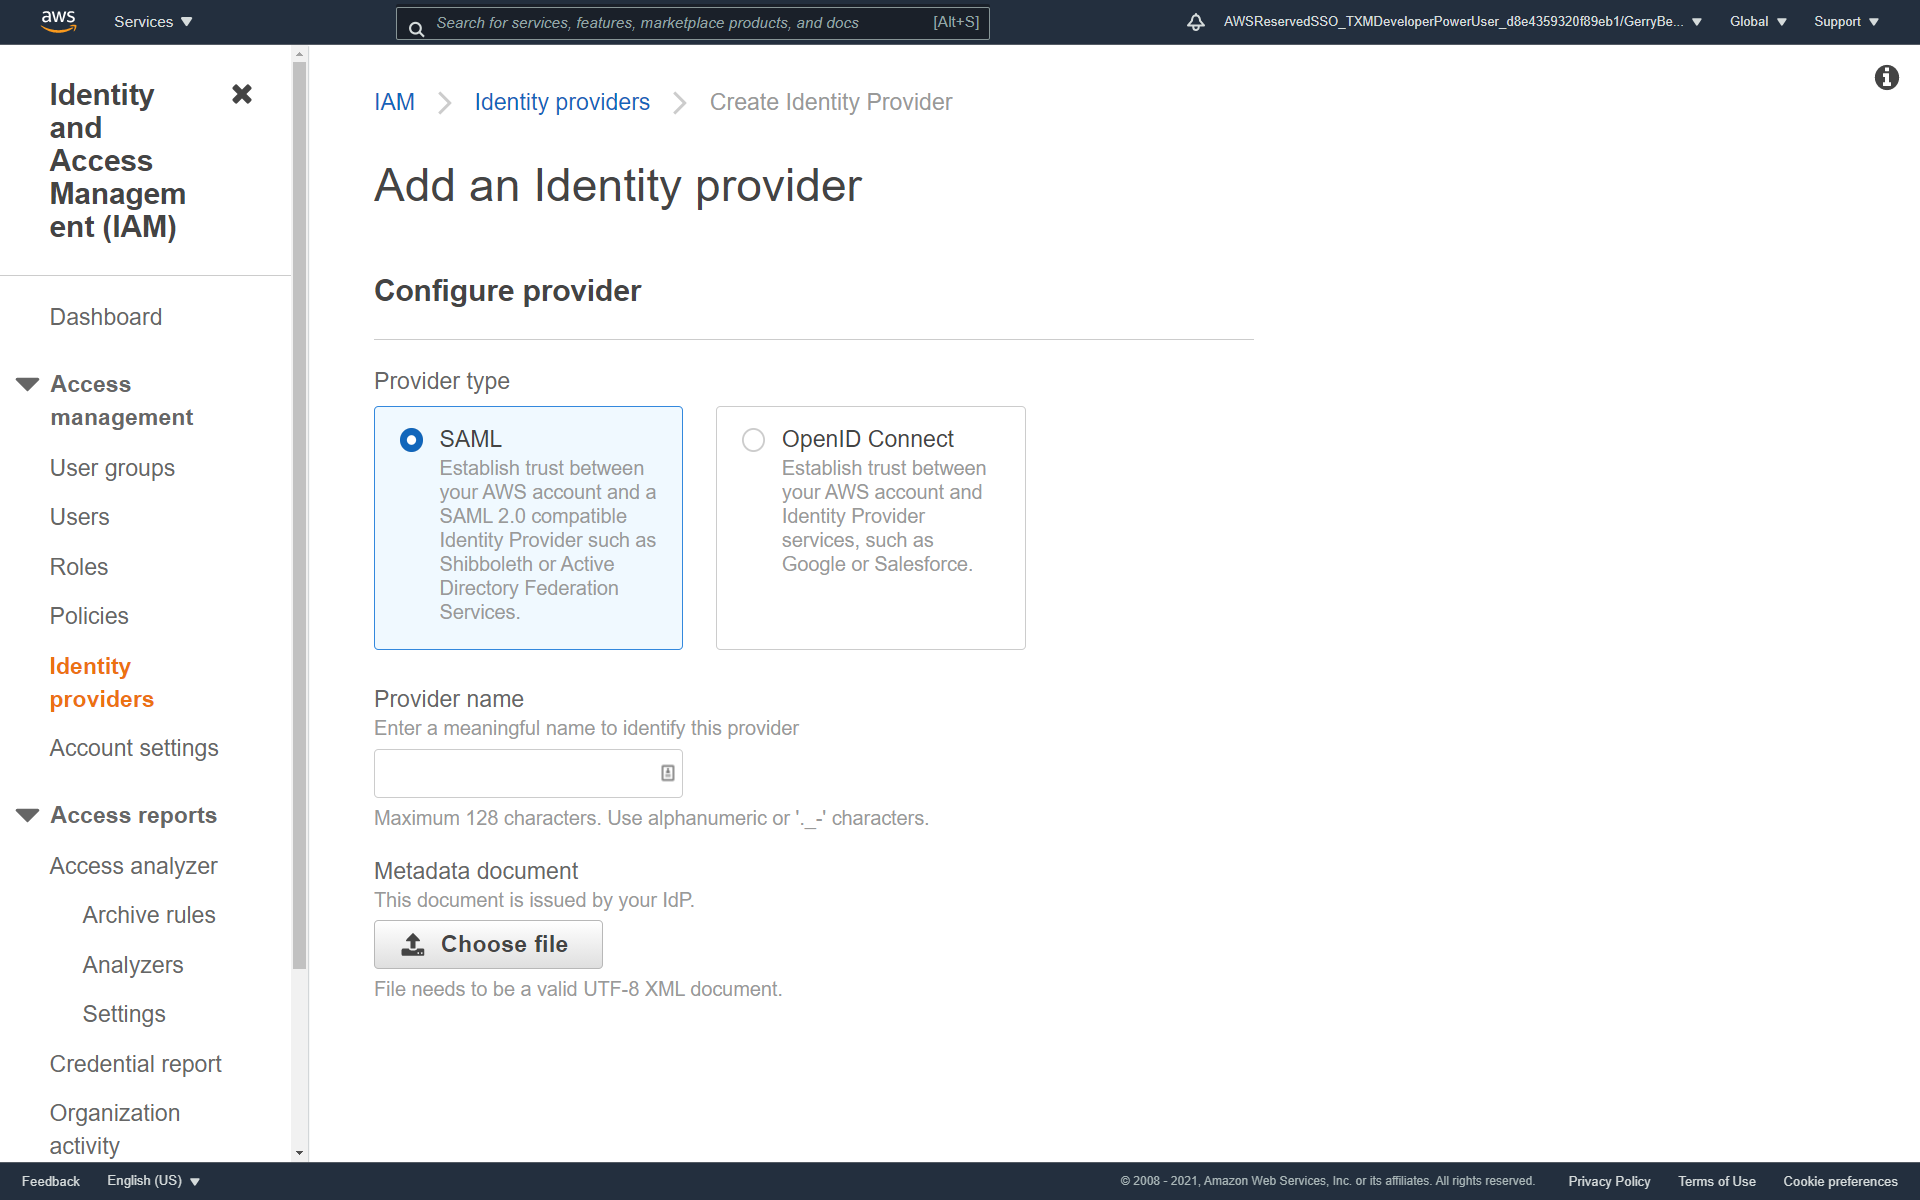 aws
Services
Search for services, features, marketplace products, and docs
[Alt+S]
AWSReservedSSO_TXMDeveloperPowerUser_d8e4359320f89eb1/GerryBe...
Global
Support
Identity
and
Access
Managem
ent (IAM)
Dashboard
Access
management
User groups
Users
Roles
Policies
Identity
providers
Account settings
Access reports
Access analyzer
Archive rules
Analyzers
Settings
Credential report
Organization
activity
IAM
Identity providers
Create Identity Provider
Add an Identity provider
Configure provider
Provider type
SAML
Establish trust between
your AWS account and a
SAML 2.0 compatible
Identity Provider such as
Shibboleth or Active
Directory Federation
Services.
OpenID Connect
Establish trust between
your AWS account and
Identity Provider
services, such as
Google or Salesforce.
Provider name
Enter a meaningful name to identify this provider
Maximum 128 characters. Use alphanumeric or '._-' characters.
Metadata document
This document is issued by your IdP.
Choose file
File needs to be a valid UTF-8 XML document.
Feedback
English (US)
© 2008 - 2021, Amazon Web Services, Inc. or its affiliates. All rights reserved.
Privacy Policy
Terms of Use
Cookie preferences